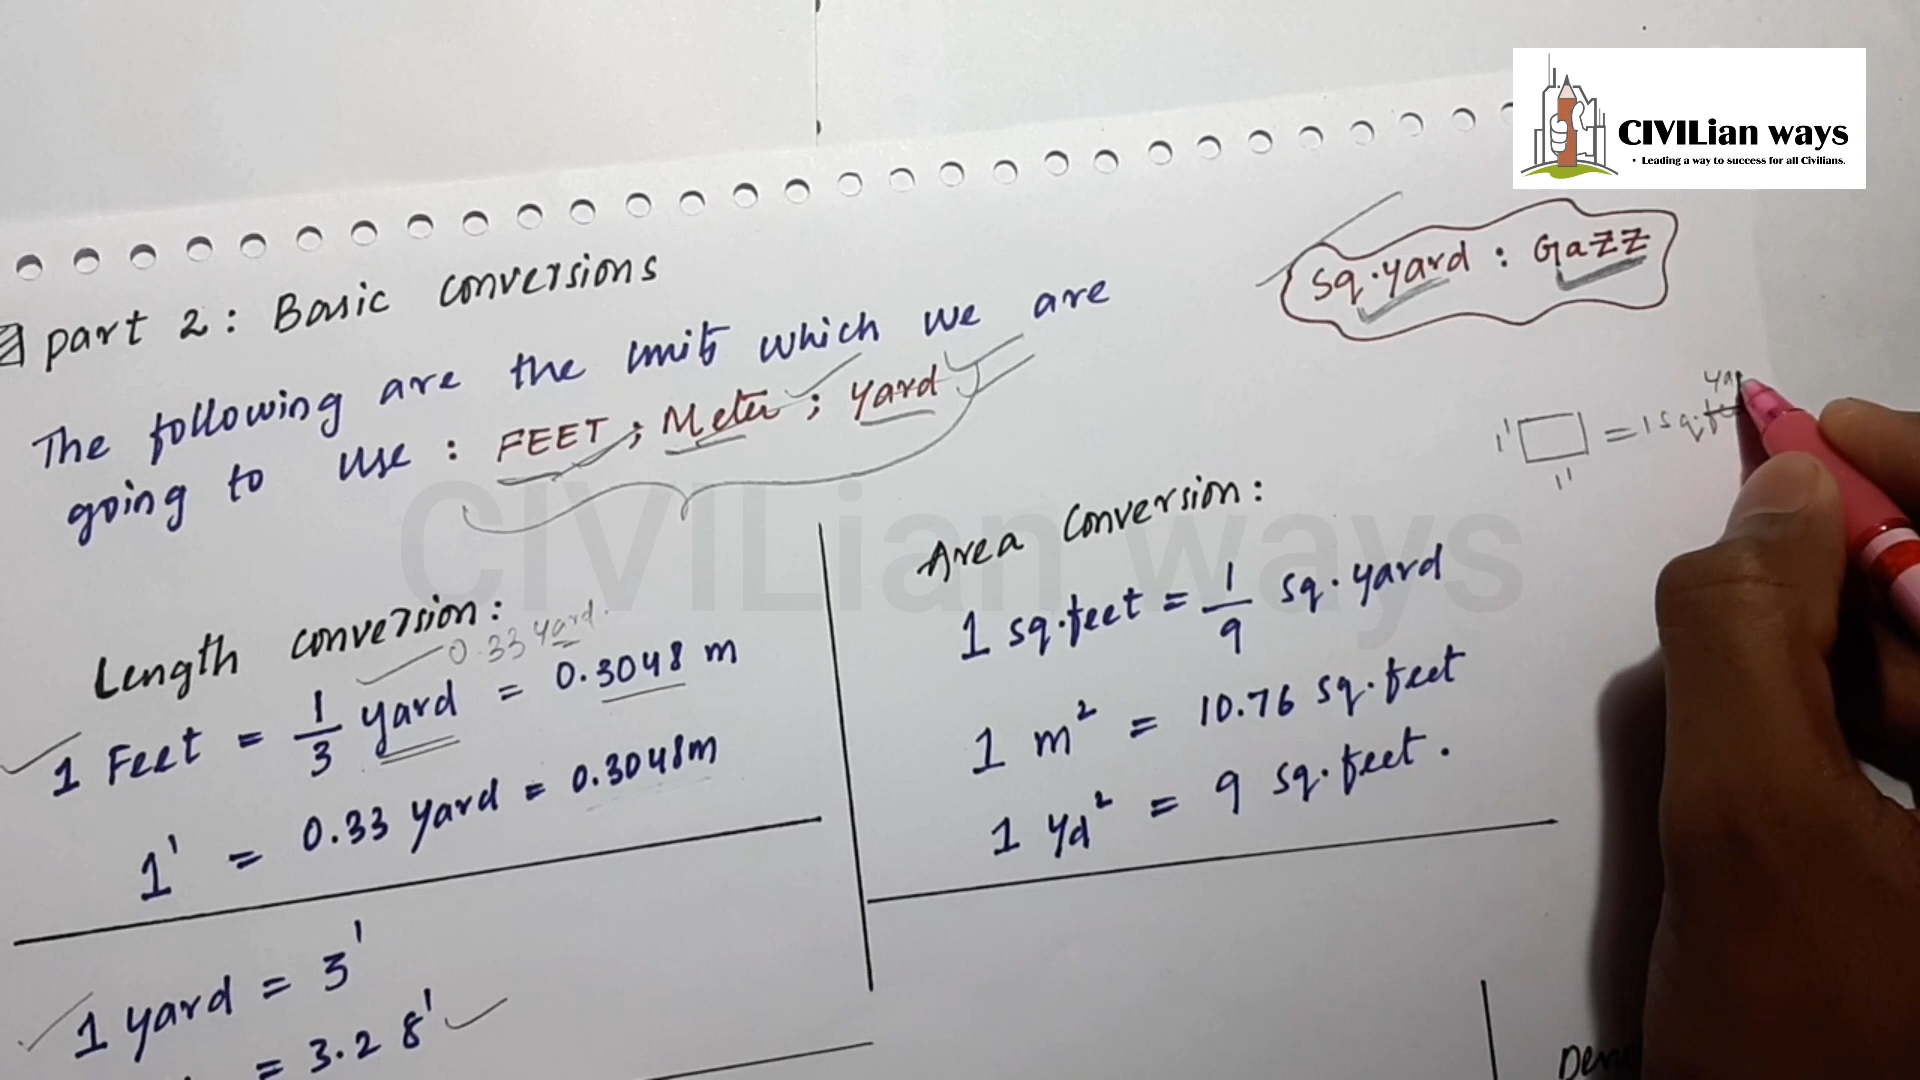 CIVILian ways
• Leading a way to success for all Civilians.
Sq.yard : GaZZ
part 2: Basic conversions
The following are the units which we are
going to use : FEET ; Meter ; yard
1' = 1 sq.
1'
CIVILian ways
Length conversion:
0.33 yard.
1 Feet = 1/3 yard = 0.3048 m
1' = 0.33 yard = 0.3048m
1 yard = 3'
= 3.28'
Area conversion:
1 sq.feet = 1/9 sq.yard
1 m² = 10.76 sq.feet
1 yd² = 9 sq.feet.